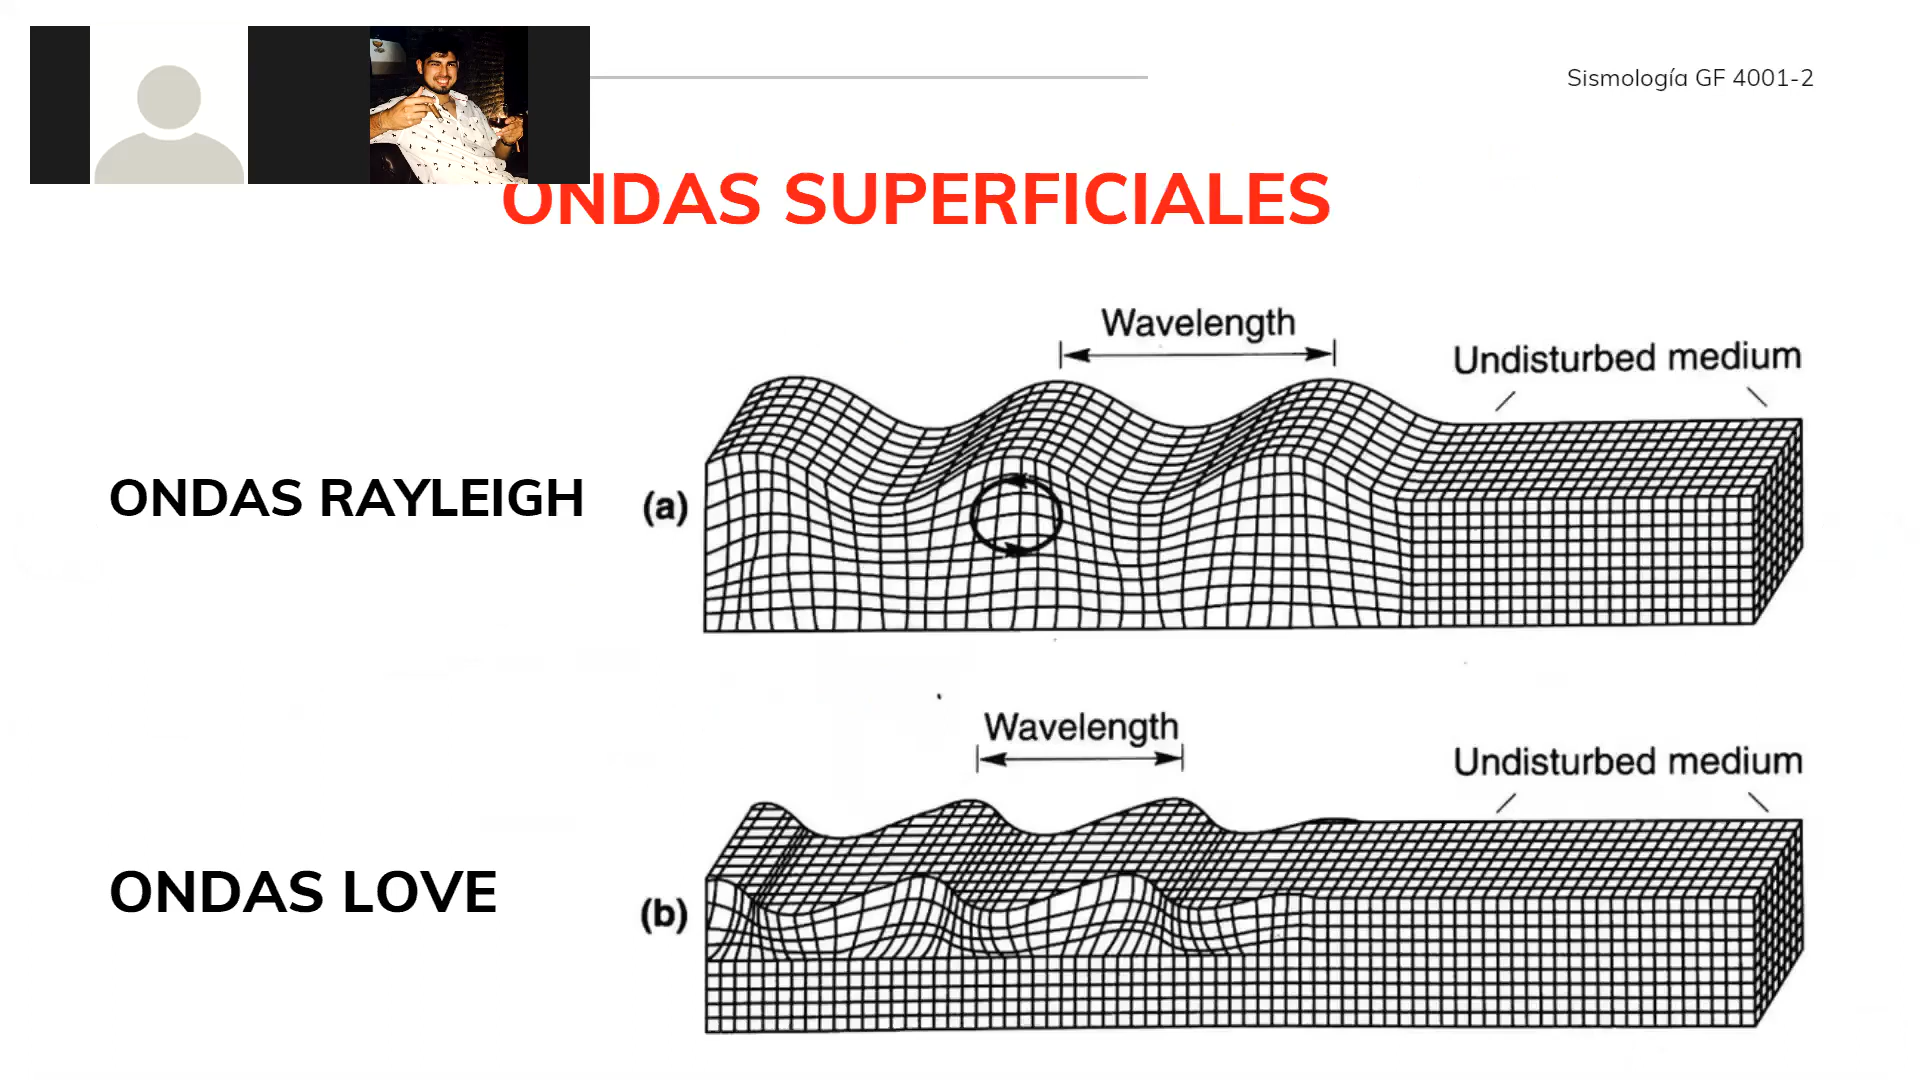 Sismología GF 4001-2
ONDAS SUPERFICIALES
Wavelength
Undisturbed medium
ONDAS RAYLEIGH
(a)
Wavelength
Undisturbed medium
ONDAS LOVE
(b)